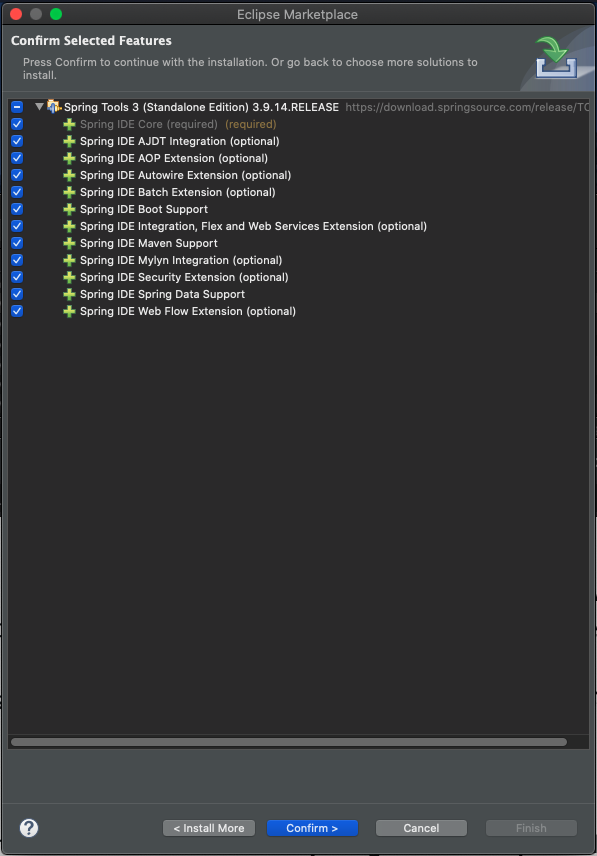 Eclipse Marketplace
Confirm Selected Features
Press Confirm to continue with the installation. Or go back to choose more solutions to
install.
Spring Tools 3 (Standalone Edition) 3.9.14.RELEASE https://download.springsource.com/release/TC
Spring IDE Core (required) (required)
Spring IDE AJDT Integration (optional)
Spring IDE AOP Extension (optional)
Spring IDE Autowire Extension (optional)
Spring IDE Batch Extension (optional)
Spring IDE Boot Support
Spring IDE Integration, Flex and Web Services Extension (optional)
Spring IDE Maven Support
Spring IDE Mylyn Integration (optional)
Spring IDE Security Extension (optional)
Spring IDE Spring Data Support
Spring IDE Web Flow Extension (optional)
? < Install More Confirm > Cancel Finish